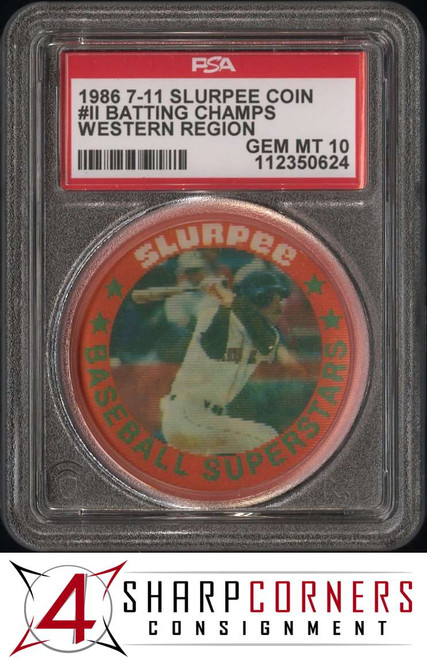 PSA
1986 7-11 SLURPEE COIN
#II BATTING CHAMPS
WESTERN REGION
GEM MT 10
112350624
SLURPEE
BASEBALL SUPERSTARS
4 SHARPCORNERS
CONSIGNMENT